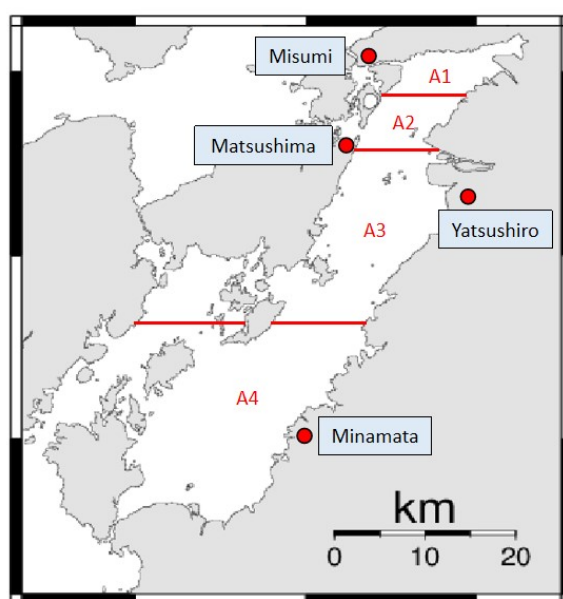 Misumi
A1
A2
Matsushima
A3
Yatsushiro
A4
Minamata
km
0 10 20